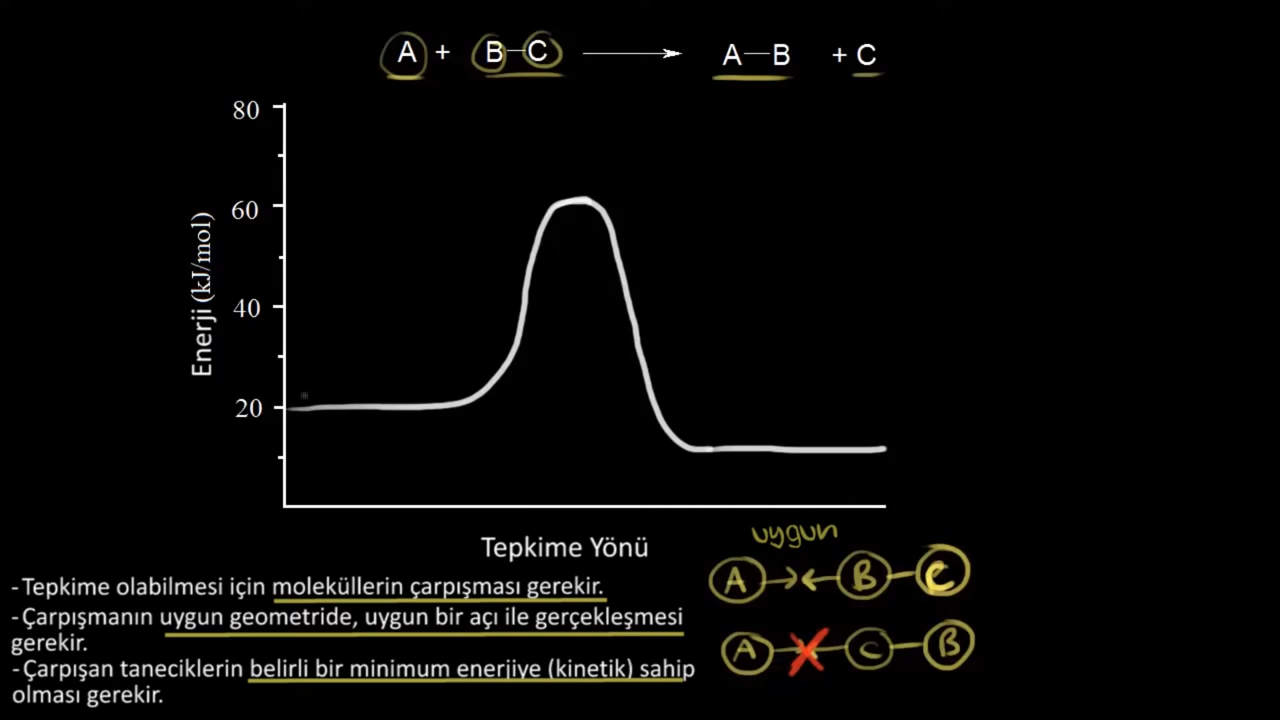 A + B—C → A—B + C
80
60
40
20
Enerji (kJ/mol)
Tepkime Yönü
uygun
A B C
A C B
- Tepkime olabilmesi için moleküllerin çarpışması gerekir.
- Çarpışmanın uygun geometride, uygun bir açı ile gerçekleşmesi
gerekir.
- Çarpışan taneciklerin belirli bir minimum enerjiye (kinetik) sahip
olması gerekir.